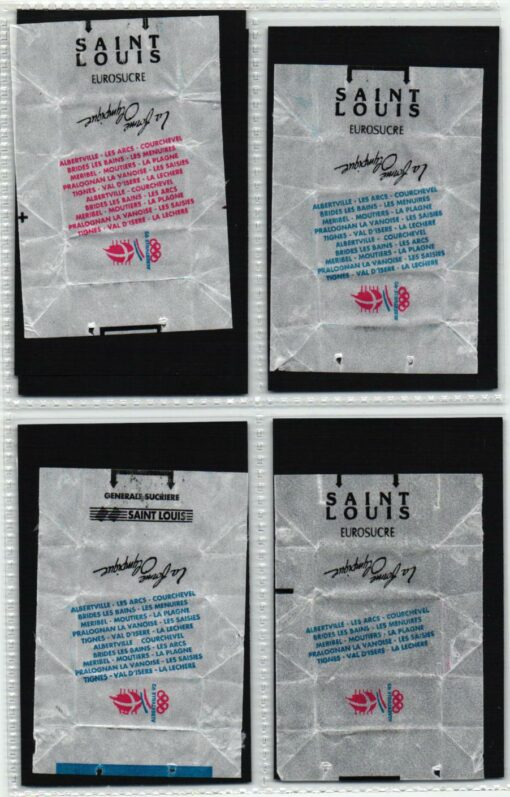 SAINT
LOUIS
EUROSUCRE
La forme Olympique
ALBERTVILLE - LES ARCS - COURCHEVEL
BRIDES LES BAINS - LES MENUIRES
MERIBEL - MOUTIERS - LA PLAGNE
PRALOGNAN LA VANOISE - LES SAISIES
TIGNES - VAL D'ISERE - LA LECHERE
ALBERTVILLE - COURCHEVEL
BRIDES LES BAINS - LES ARCS
MERIBEL - MOUTIERS - LA PLAGNE
PRALOGNAN LA VANOISE - LES SAISIES
TIGNES - VAL D'ISERE - LA LECHERE
SAINT
LOUIS
EUROSUCRE
La forme Olympique
ALBERTVILLE - LES ARCS - COURCHEVEL
BRIDES LES BAINS - LES MENUIRES
MERIBEL - MOUTIERS - LA PLAGNE
PRALOGNAN LA VANOISE - LES SAISIES
TIGNES - VAL D'ISERE - LA LECHERE
ALBERTVILLE - COURCHEVEL
BRIDES LES BAINS - LES ARCS
MERIBEL - MOUTIERS - LA PLAGNE
PRALOGNAN LA VANOISE - LES SAISIES
TIGNES - VAL D'ISERE - LA LECHERE
GENERALE SUCRIERE
SAINT LOUIS
La forme Olympique
ALBERTVILLE - LES ARCS - COURCHEVEL
BRIDES LES BAINS - LES MENUIRES
MERIBEL - MOUTIERS - LA PLAGNE
PRALOGNAN LA VANOISE - LES SAISIES
TIGNES - VAL D'ISERE - LA LECHERE
ALBERTVILLE COURCHEVEL
BRIDES LES BAINS - LES ARCS
MERIBEL - MOUTIERS - LA PLAGNE
PRALOGNAN LA VANOISE - LES SAISIES
TIGNES - VAL D'ISERE - LA LECHERE
SAINT
LOUIS
EUROSUCRE
La forme Olympique
ALBERTVILLE - LES ARCS - COURCHEVEL
BRIDES LES BAINS - LES MENUIRES
MERIBEL - MOUTIERS - LA PLAGNE
PRALOGNAN LA VANOISE - LES SAISIES
TIGNES - VAL D'ISERE - LA LECHERE